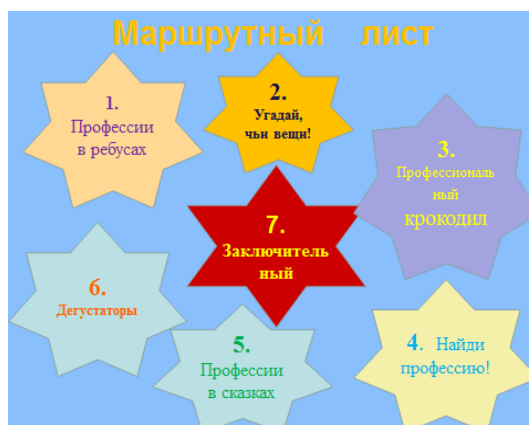 Маршрутный лист
1.
Профессии
в ребусах
2.
Угадай,
чьи вещи!
3.
Профессиональ
ный
крокодил
4. Найди
профессию!
5.
Профессии
в сказках
6.
Дегустаторы
7.
Заключитель
ный